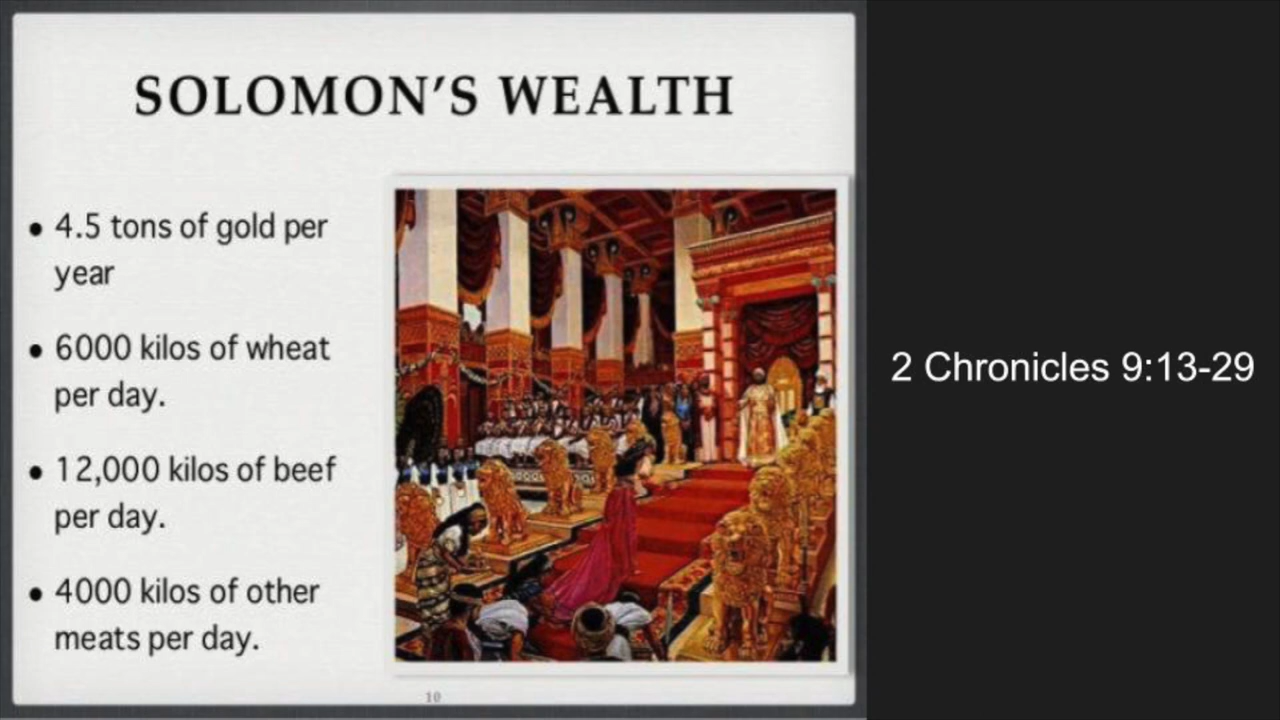 SOLOMON’S WEALTH
• 4.5 tons of gold per
year
• 6000 kilos of wheat
per day.
• 12,000 kilos of beef
per day.
• 4000 kilos of other
meats per day.
10
2 Chronicles 9:13-29